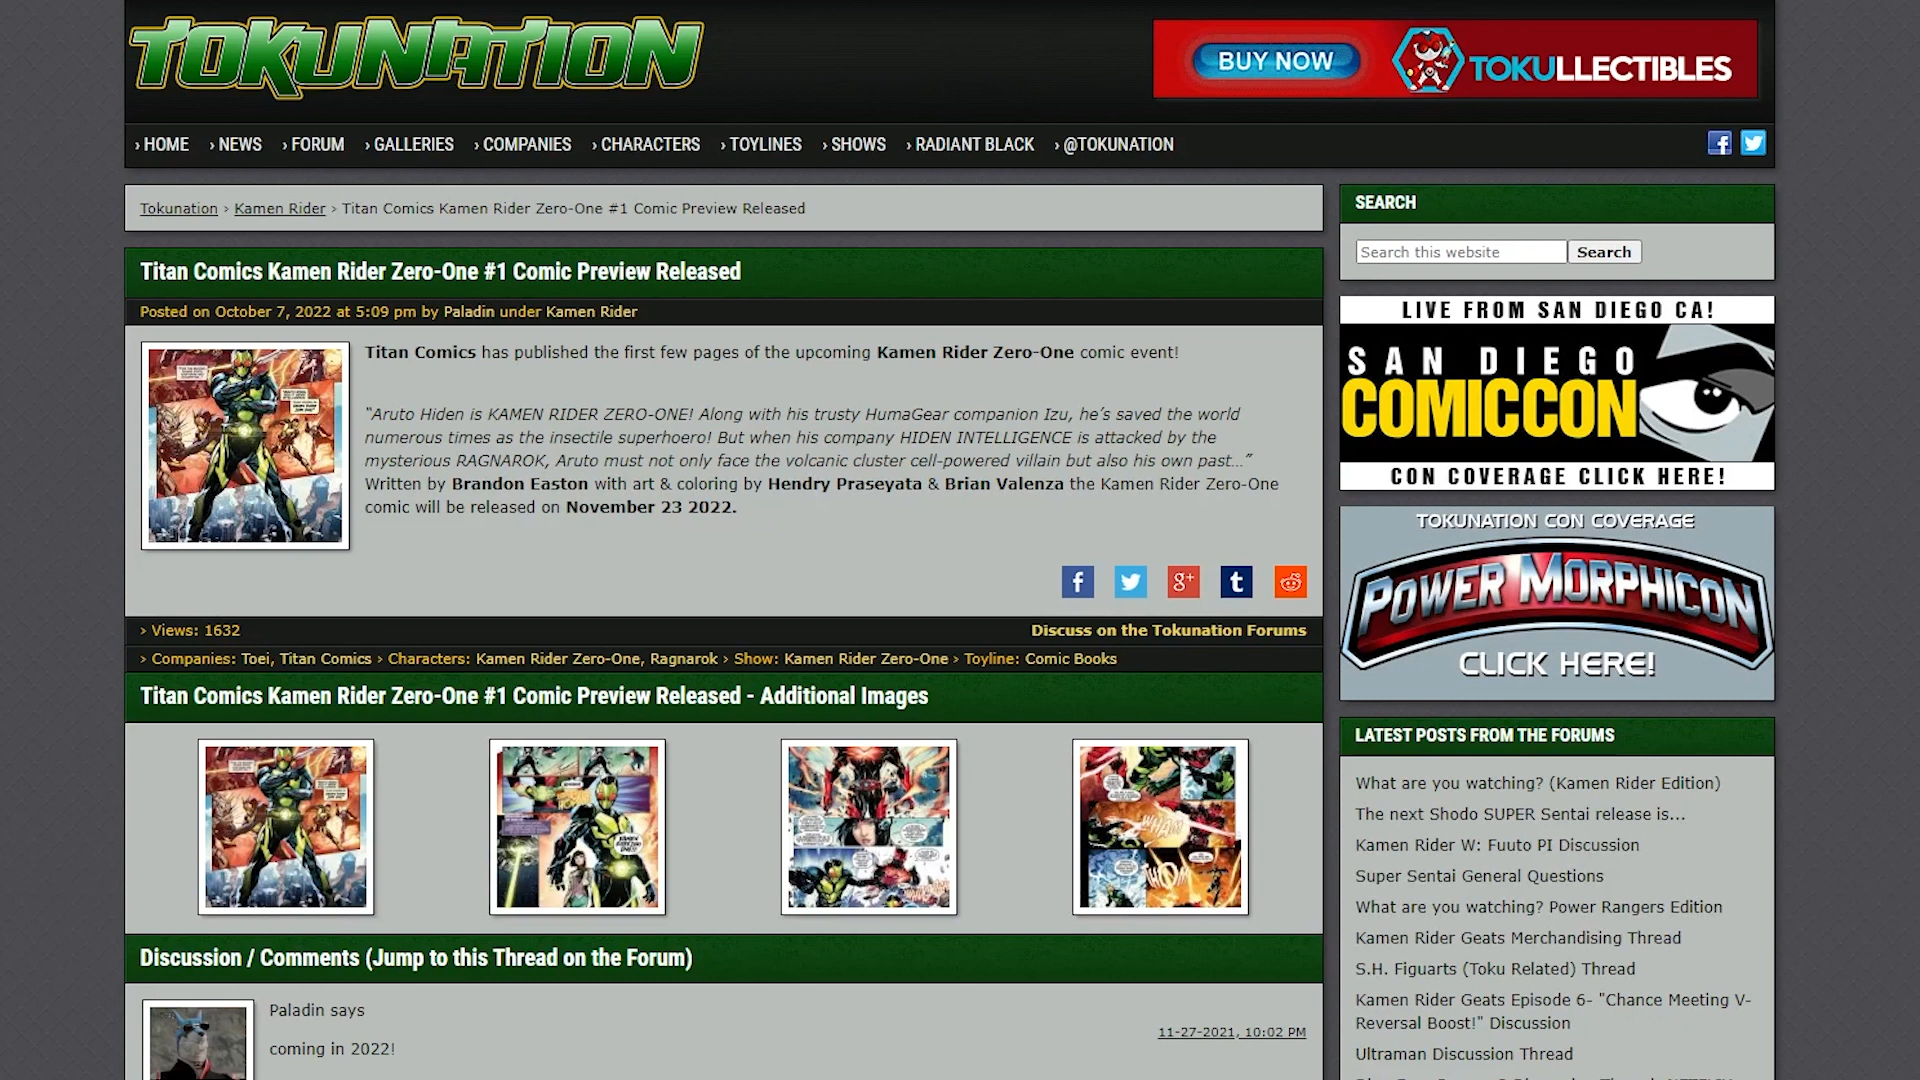 TOKUNATION
BUY NOW
TOKULLECTIBLES
› HOME › NEWS › FORUM › GALLERIES › COMPANIES › CHARACTERS › TOYLINES › SHOWS › RADIANT BLACK › @TOKUNATION
Tokunation › Kamen Rider › Titan Comics Kamen Rider Zero-One #1 Comic Preview Released
Titan Comics Kamen Rider Zero-One #1 Comic Preview Released
Posted on October 7, 2022 at 5:09 pm by Paladin under Kamen Rider
Titan Comics has published the first few pages of the upcoming Kamen Rider Zero-One comic event!
“Aruto Hiden is KAMEN RIDER ZERO-ONE! Along with his trusty HumaGear companion Izu, he’s saved the world
numerous times as the insectile superhoero! But when his company HIDEN INTELLIGENCE is attacked by the
mysterious RAGNAROK, Aruto must not only face the volcanic cluster cell-powered villain but also his own past…”
Written by Brandon Easton with art & coloring by Hendry Praseyata & Brian Valenza the Kamen Rider Zero-One
comic will be released on November 23 2022.
› Views: 1632
Discuss on the Tokunation Forums
› Companies: Toei, Titan Comics › Characters: Kamen Rider Zero-One, Ragnarok › Show: Kamen Rider Zero-One › Toyline: Comic Books
Titan Comics Kamen Rider Zero-One #1 Comic Preview Released - Additional Images
WHAM
THOM
Discussion / Comments (Jump to this Thread on the Forum)
Paladin says
11-27-2021, 10:02 PM
coming in 2022!
SEARCH
Search this website
Search
LIVE FROM SAN DIEGO CA!
SAN DIEGO
COMICCON
CON COVERAGE CLICK HERE!
TOKUNATION CON COVERAGE
POWER MORPHICON
CLICK HERE!
LATEST POSTS FROM THE FORUMS
What are you watching? (Kamen Rider Edition)
The next Shodo SUPER Sentai release is...
Kamen Rider W: Fuuto PI Discussion
Super Sentai General Questions
What are you watching? Power Rangers Edition
Kamen Rider Geats Merchandising Thread
S.H. Figuarts (Toku Related) Thread
Kamen Rider Geats Episode 6- "Chance Meeting V-
Reversal Boost!" Discussion
Ultraman Discussion Thread